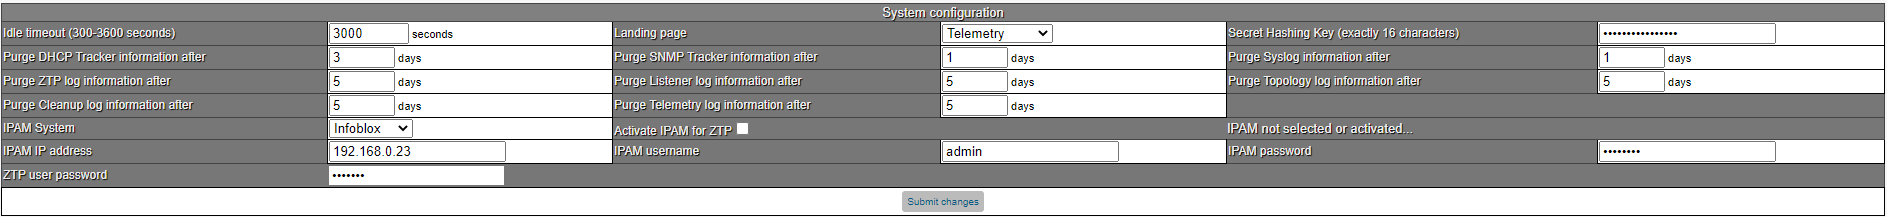 System configuration
Idle timeout (300-3600 seconds) 3000 seconds Landing page Telemetry Secret Hashing Key (exactly 16 characters) ••••••••••••••••
Purge DHCP Tracker information after 3 days Purge SNMP Tracker information after 1 days Purge Syslog information after 1 days
Purge ZTP log information after 5 days Purge Listener log information after 5 days Purge Topology log information after 5 days
Purge Cleanup log information after 5 days Purge Telemetry log information after 5 days
IPAM System Infoblox Activate IPAM for ZTP IPAM not selected or activated...
IPAM IP address 192.168.0.23 IPAM username admin IPAM password ••••••••
ZTP user password •••••••
Submit changes